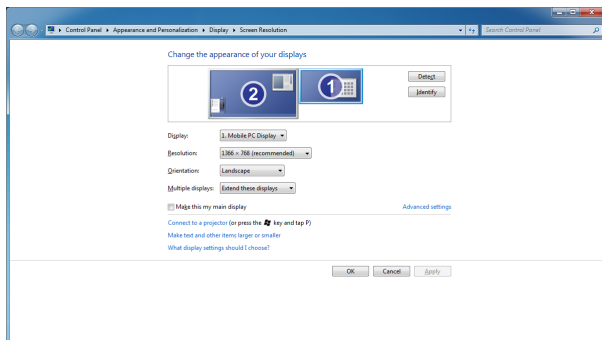 Control Panel ▸ Appearance and Personalization ▸ Display ▸ Screen Resolution
Search Control Panel
Change the appearance of your displays
2
1
Detect
Identify
Display: 1. Mobile PC Display
Resolution: 1366 × 768 (recommended)
Orientation: Landscape
Multiple displays: Extend these displays
Make this my main display
Advanced settings
Connect to a projector (or press the key and tap P)
Make text and other items larger or smaller
What display settings should I choose?
OK
Cancel
Apply